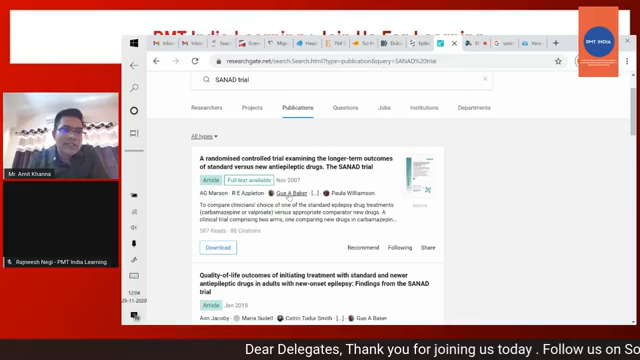 PMT India Learning - Join Us For Learning
PMT INDIA
Inbox
researchgate.net/search.Search.html?type=publication&query=SANAD%20trial
SANAD trial
Researchers Projects Publications Questions Jobs Institutions Departments
All types
A randomised controlled trial examining the longer-term outcomes
of standard versus new antiepileptic drugs. The SANAD trial
Article Full-text available Nov 2007
AG Marson · R E Appleton · Gus A Baker · [...] · Paula Williamson
To compare clinicians' choice of one of the standard epilepsy drug treatments
(carbamazepine or valproate) versus appropriate comparator new drugs. A
clinical trial comprising two arms, one comparing new drugs in carbamazepin...
587 Reads · 86 Citations
Download Recommend Following Share
Quality-of-life outcomes of initiating treatment with standard and newer
antiepileptic drugs in adults with new-onset epilepsy: Findings from the SANAD
trial
Article Jan 2015
Ann Jacoby · Maria Sudell · Catrin Tudur Smith · [...] · Gus A Baker
Mr. Amit Khanna
Rajneesh Negi - PMT India Learning
12:04
29-11-2020
Dear Delegates, Thank you for joining us today . Follow us on So